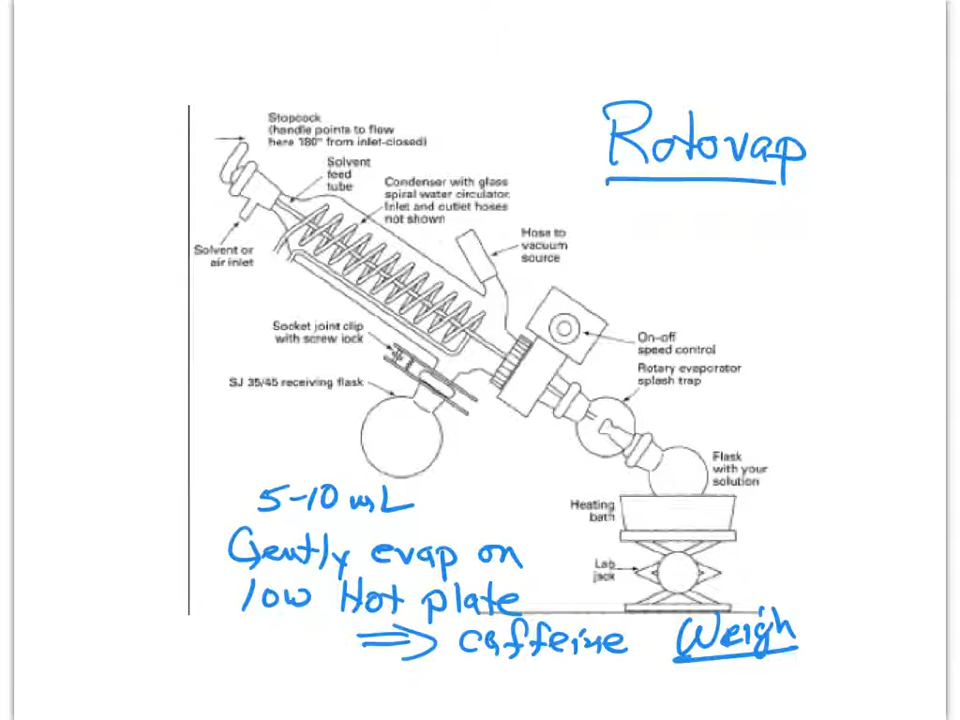 Rotovap
Stopcock
(handle points to flow
here 180° from inlet-closed)
Solvent
feed
tube
Condenser with glass
spiral water circulator.
Inlet and outlet hoses
not shown
Solvent or
air inlet
Hose to
vacuum
source
Socket joint clip
with screw lock
On-off
speed control
SJ 35/45 receiving flask
Rotary evaporator
splash trap
Flask
with your
solution
Heating
bath
Lab
jack
5-10 mL
Gently evap on
low Hot plate
⇒ caffeine
Weigh